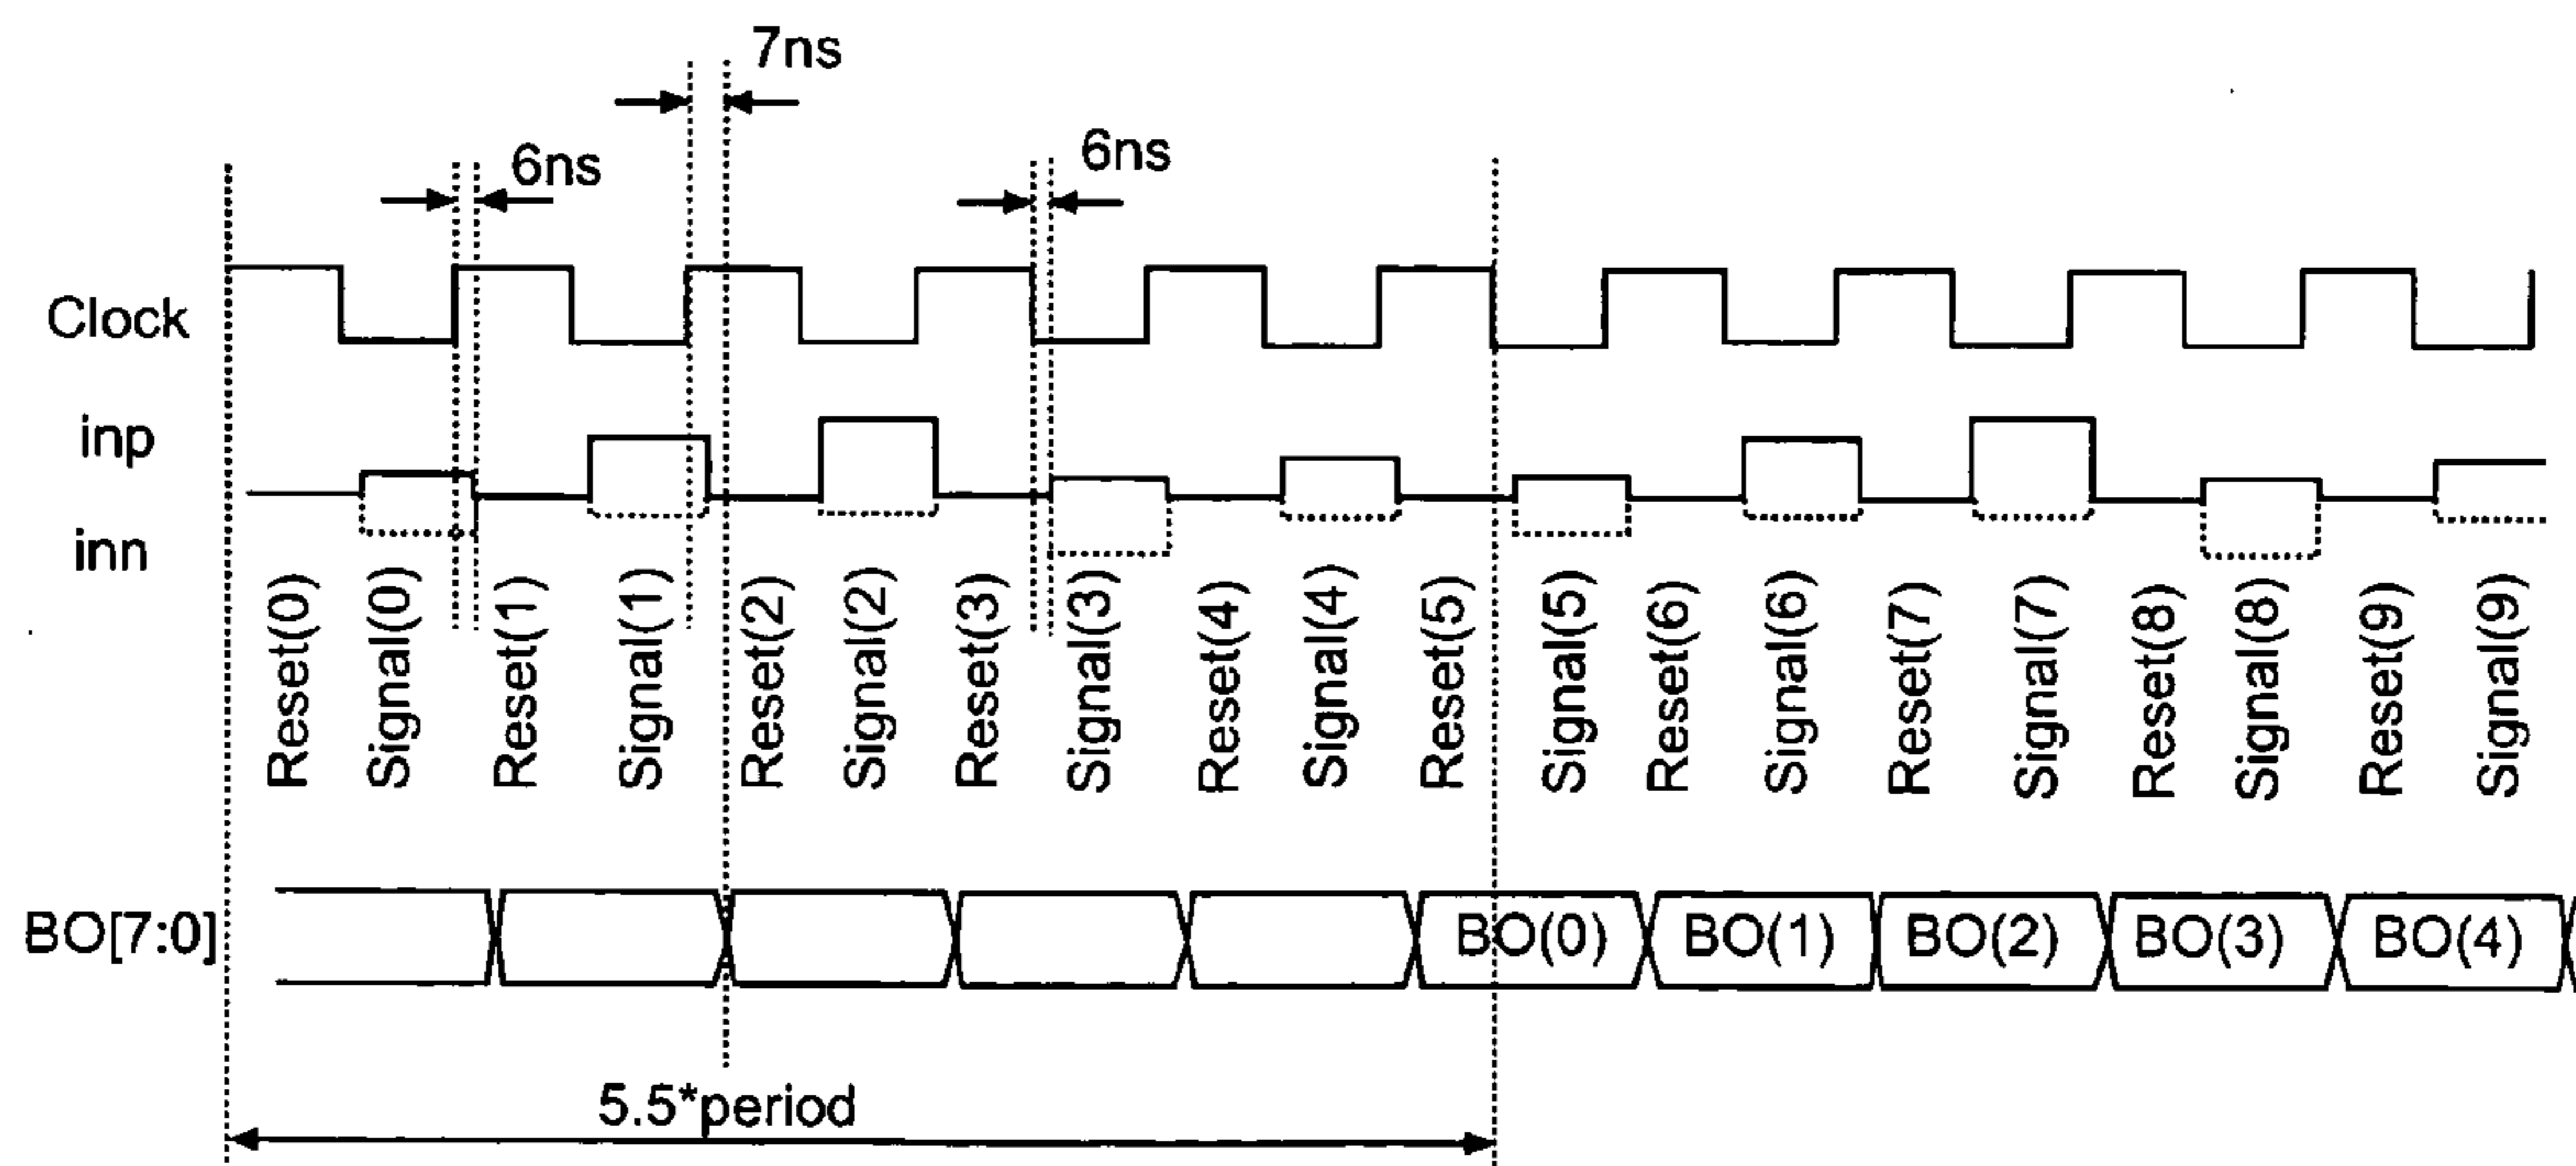 7ns
6ns
6ns
Clock
inp
inn
Reset(0)
Signal(0)
Reset(1)
Signal(1)
Reset(2)
Signal(2)
Reset(3)
Signal(3)
Reset(4)
Signal(4)
Reset(5)
Signal(5)
Reset(6)
Signal(6)
Reset(7)
Signal(7)
Reset(8)
Signal(8)
Reset(9)
Signal(9)
BO[7:0]
BO(0)
BO(1)
BO(2)
BO(3)
BO(4)
5.5*period